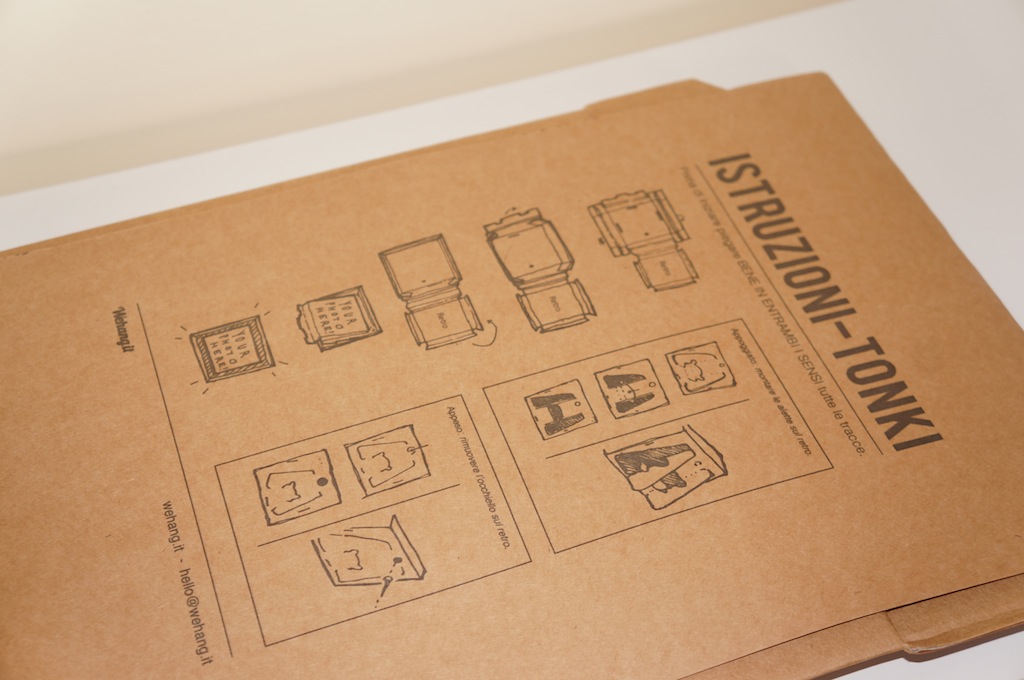 ISTRUZIONI-TONKI
Prima di iniziare piegare BENE IN ENTRAMBI I SENSI tutte le tracce.
Retro
Retro
Retro
YOUR
PHOTO
HERE!
YOUR
PHOTO
HERE!
Appoggiato: montare le alette sul retro.
Appeso: rimuovere l'occhiello sul retro.
Wehang.it
wehang.it - hello@wehang.it